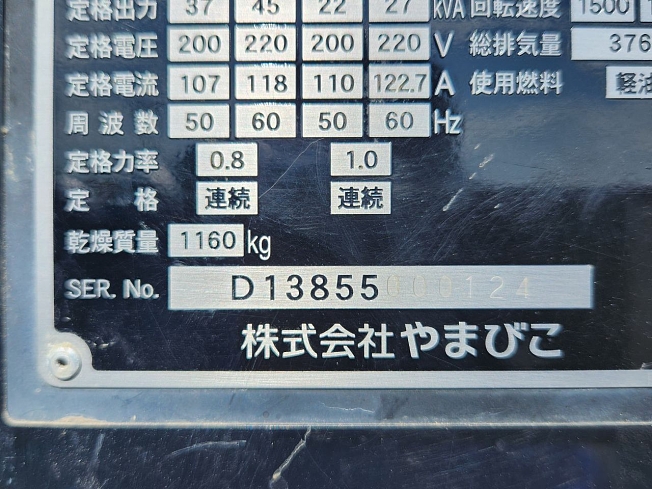 定格出力 37 45 22 27 kVA 回転速度 1500
定格電圧 200 220 200 220 V 総排気量 376
定格電流 107 118 110 122.7 A 使用燃料 軽油
周波数 50 60 50 60 Hz
定格力率 0.8 1.0
定格 連続 連続
乾燥質量 1160 kg
SER. No. D13855000124
株式会社やまびこ